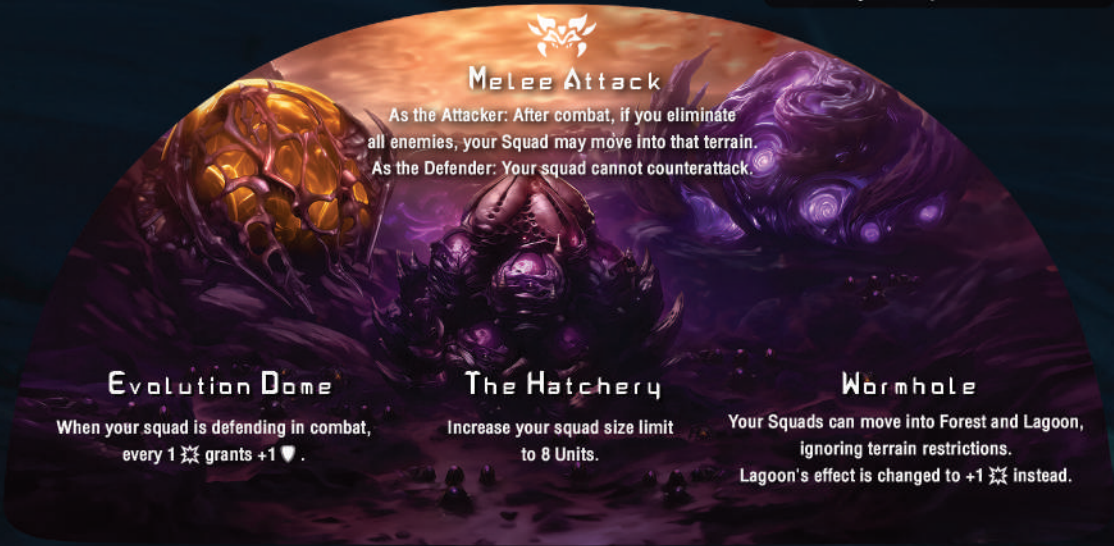 Melee Attack
As the Attacker: After combat, if you eliminate
all enemies, your Squad may move into that terrain.
As the Defender: Your squad cannot counterattack.
Evolution Dome
When your squad is defending in combat,
every 1 grants +1 .
The Hatchery
Increase your squad size limit
to 8 Units.
Wormhole
Your Squads can move into Forest and Lagoon,
ignoring terrain restrictions.
Lagoon's effect is changed to +1 instead.